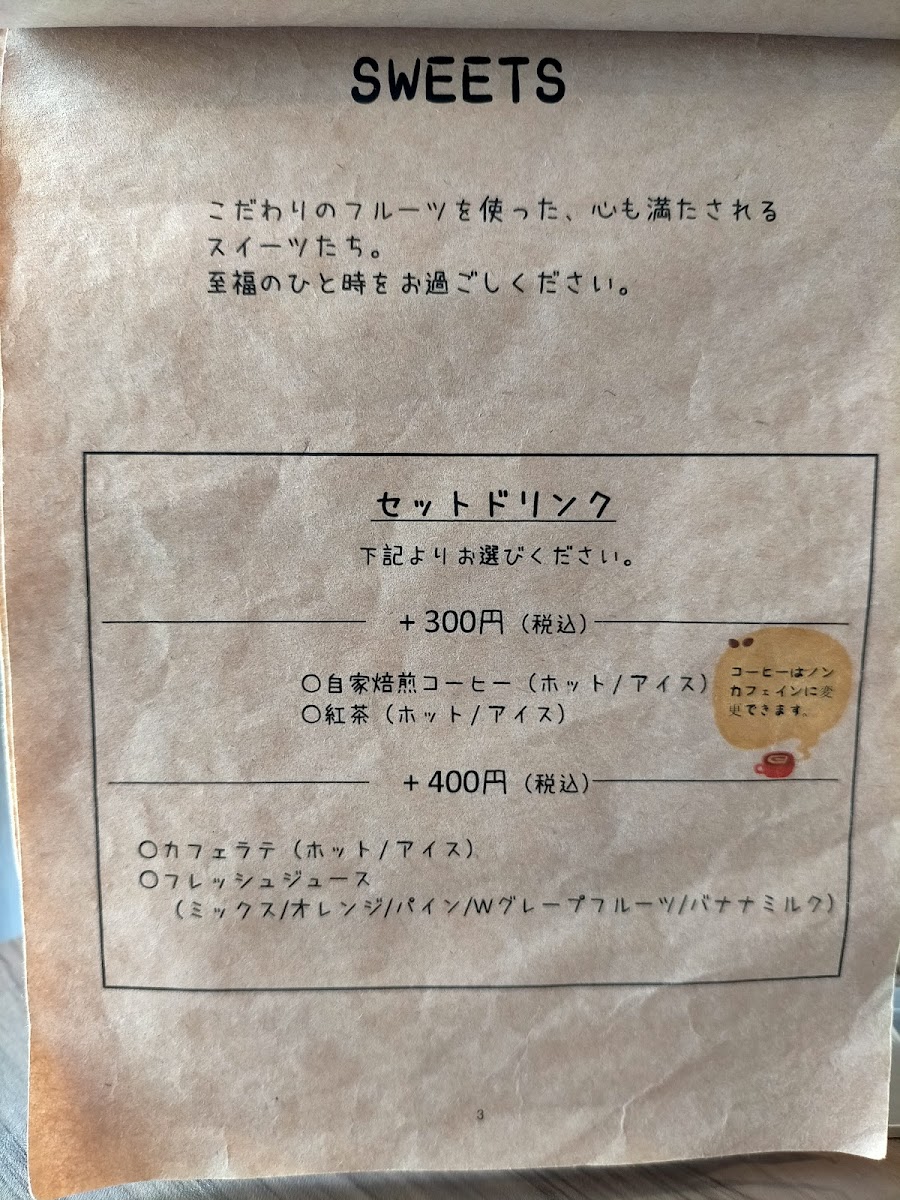 SWEETS
こだわりのフルーツを使った、心も満たされる
スイーツたち。
至福のひと時をお過ごしください。
セットドリンク
下記よりお選びください。
+300円（税込）
〇自家焙煎コーヒー（ホット/アイス）
〇紅茶（ホット/アイス）
コーヒーはノン
カフェインに変
更できます。
+400円（税込）
〇カフェラテ（ホット/アイス）
〇フレッシュジュース
（ミックス/オレンジ/パイン/Wグレープフルーツ/バナナミルク）
3